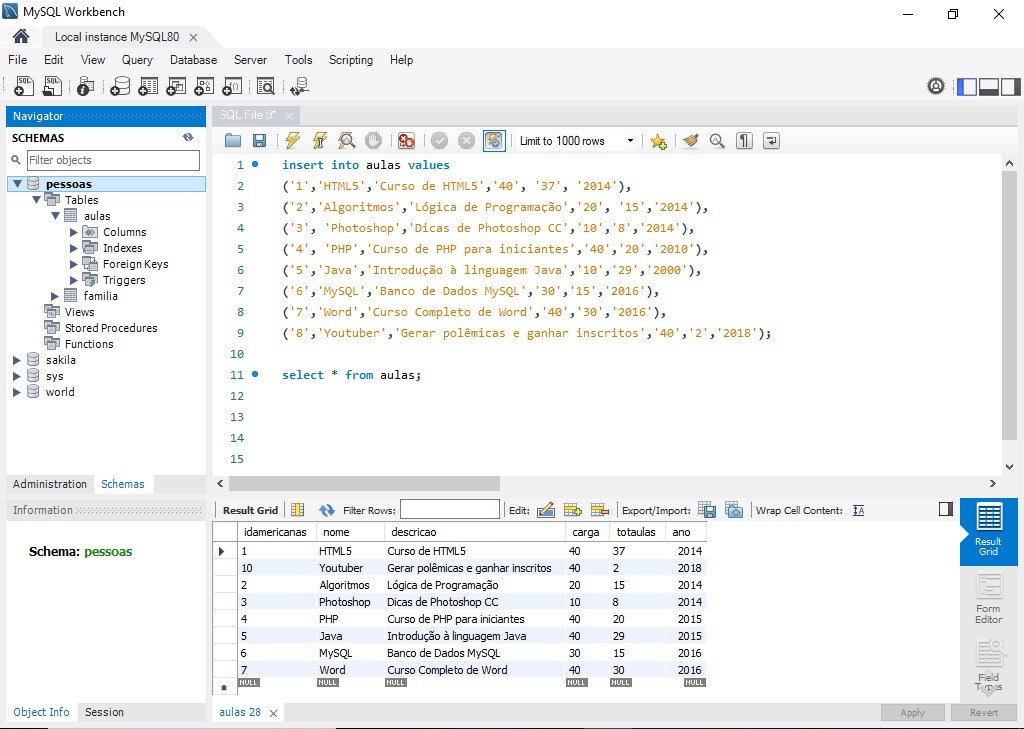 MySQL Workbench
Local instance MySQL80
File Edit View Query Database Server Tools Scripting Help
Navigator
SCHEMAS
Filter objects
pessoas
Tables
aulas
Columns
Indexes
Foreign Keys
Triggers
familia
Views
Stored Procedures
Functions
sakila
sys
world
Administration Schemas
Information
Schema: pessoas
Object Info Session
SQL File 9*
Limit to 1000 rows
1 insert into aulas values
2 ('1','HTML5','Curso de HTML5','40', '37', '2014'),
3 ('2','Algoritmos','Lógica de Programação','20', '15','2014'),
4 ('3', 'Photoshop','Dicas de Photoshop CC','10','8','2014'),
5 ('4', 'PHP','Curso de PHP para iniciantes','40','20','2010'),
6 ('5','Java','Introdução à linguagem Java','10','29','2000'),
7 ('6','MySQL','Banco de Dados MySQL','30','15','2016'),
8 ('7','Word','Curso Completo de Word','40','30','2016'),
9 ('8','Youtuber','Gerar polêmicas e ganhar inscritos','40','2','2018');
10
11 select * from aulas;
12
13
14
15
Result Grid Filter Rows: Edit: Export/Import: Wrap Cell Content:
idamericanas nome descricao carga totaulas ano
1 HTML5 Curso de HTML5 40 37 2014
10 Youtuber Gerar polêmicas e ganhar inscritos 40 2 2018
2 Algoritmos Lógica de Programação 20 15 2014
3 Photoshop Dicas de Photoshop CC 10 8 2014
4 PHP Curso de PHP para iniciantes 40 20 2015
5 Java Introdução à linguagem Java 40 29 2015
6 MySQL Banco de Dados MySQL 30 15 2016
7 Word Curso Completo de Word 40 30 2016
NULL NULL NULL NULL NULL NULL
Result
Grid
Form
Editor
Field
Types
aulas 28
Apply Revert